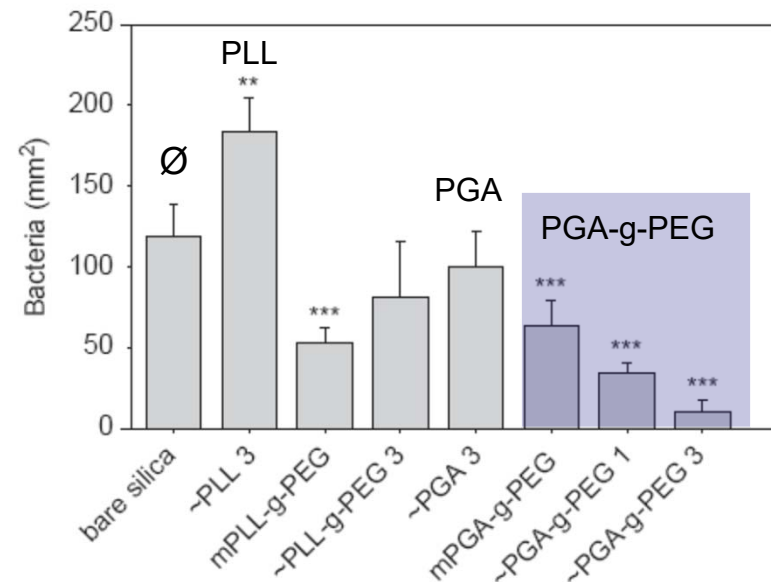 250
200
150
100
50
0
Bacteria (mm²)
Ø
PLL
**
***
PGA
PGA-g-PEG
***
***
***
bare silica
~PLL 3
mPLL-g-PEG
~PLL-g-PEG 3
~PGA 3
mPGA-g-PEG
~PGA-g-PEG 1
~PGA-g-PEG 3